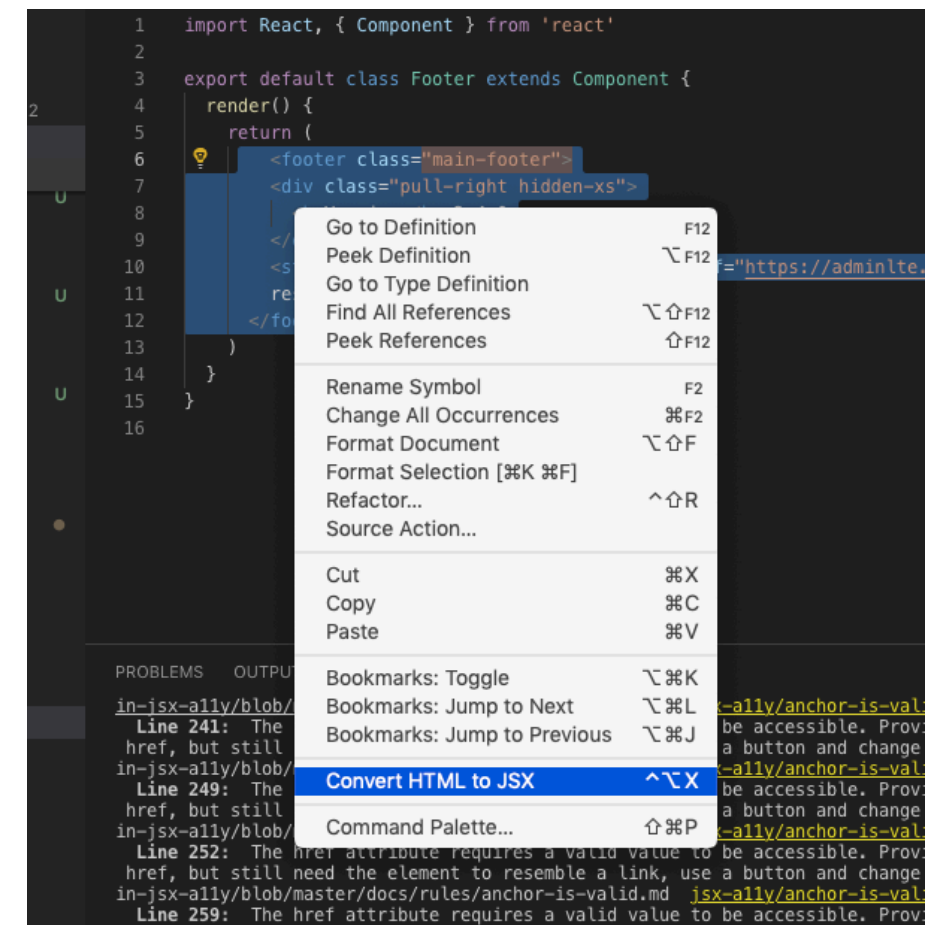 1 import React, { Component } from 'react'
2
3 export default class Footer extends Component {
2
4 render() {
5 return (
6 <footer class="main-footer">
7 <div class="pull-right hidden-xs">
U
8
9 </
10 <s f="https://adminlte.
11 re
U
12 </foo
13 )
14 }
15 }
U
16
Go to Definition F12
Peek Definition ⌥F12
Go to Type Definition
Find All References ⌥⇧F12
Peek References ⇧F12
Rename Symbol F2
Change All Occurrences ⌘F2
Format Document ⌥⇧F
Format Selection [⌘K ⌘F]
Refactor... ^⇧R
Source Action...
Cut ⌘X
Copy ⌘C
Paste ⌘V
Bookmarks: Toggle ⌥⌘K
Bookmarks: Jump to Next ⌥⌘L
Bookmarks: Jump to Previous ⌥⌘J
Convert HTML to JSX ^⌥X
Command Palette... ⇧⌘P
PROBLEMS OUTPU
in-jsx-a11y/blob/ x-a11y/anchor-is-vali
Line 241: The be accessible. Provi
href, but still a button and change
in-jsx-a11y/blob/ x-a11y/anchor-is-vali
Line 249: The be accessible. Provi
href, but still a button and change
in-jsx-a11y/blob/ x-a11y/anchor-is-vali
Line 252: The href attribute requires a valid value to be accessible. Provi
href, but still need the element to resemble a link, use a button and change
in-jsx-a11y/blob/master/docs/rules/anchor-is-valid.md jsx-a11y/anchor-is-vali
Line 259: The href attribute requires a valid value to be accessible. Provi